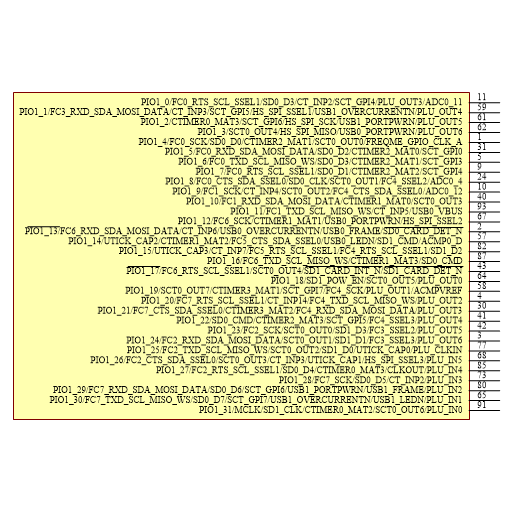 PIO1_0/FC0_RTS_SCL_SSEL1/SD0_D3/CT_INP2/SCT_GPI4/PLU_OUT3/ADC0_11 11
PIO1_1/FC3_RXD_SDA_MOSI_DATA/CT_INP3/SCT_GPI5/HS_SPI_SSEL1/USB1_OVERCURRENTN/PLU_OUT4 59
PIO1_2/CTIMER0_MAT3/SCT_GPI6/HS_SPI_SCK/USB1_PORTPWRN/PLU_OUT5 61
PIO1_3/SCT0_OUT4/HS_SPI_MISO/USB0_PORTPWRN/PLU_OUT6 62
PIO1_4/FC0_SCK/SD0_D0/CTIMER2_MAT1/SCT0_OUT0/FREQME_GPIO_CLK_A 1
PIO1_5/FC0_RXD_SDA_MOSI_DATA/SD0_D2/CTIMER2_MAT0/SCT_GPI0 31
PIO1_6/FC0_TXD_SCL_MISO_WS/SD0_D3/CTIMER2_MAT1/SCT_GPI3 5
PIO1_7/FC0_RTS_SCL_SSEL1/SD0_D1/CTIMER2_MAT2/SCT_GPI4 9
PIO1_8/FC0_CTS_SDA_SSEL0/SD0_CLK/SCT0_OUT1/FC4_SSEL2/ADC0_4 24
PIO1_9/FC1_SCK/CT_INP4/SCT0_OUT2/FC4_CTS_SDA_SSEL0/ADC0_12 10
PIO1_10/FC1_RXD_SDA_MOSI_DATA/CTIMER1_MAT0/SCT0_OUT3 40
PIO1_11/FC1_TXD_SCL_MISO_WS/CT_INP5/USB0_VBUS 93
PIO1_12/FC6_SCK/CTIMER1_MAT1/USB0_PORTPWRN/HS_SPI_SSEL2 67
PIO1_13/FC6_RXD_SDA_MOSI_DATA/CT_INP6/USB0_OVERCURRENTN/USB0_FRAME/SD0_CARD_DET_N 2
PIO1_14/UTICK_CAP2/CTIMER1_MAT2/FC5_CTS_SDA_SSEL0/USB0_LEDN/SD1_CMD/ACMP0_D 57
PIO1_15/UTICK_CAP3/CT_INP7/FC5_RTS_SCL_SSEL1/FC4_RTS_SCL_SSEL1/SD1_D2 82
PIO1_16/FC6_TXD_SCL_MISO_WS/CTIMER1_MAT3/SD0_CMD 87
PIO1_17/FC6_RTS_SCL_SSEL1/SCT0_OUT4/SD1_CARD_INT_N/SD1_CARD_DET_N 43
PIO1_18/SD1_POW_EN/SCT0_OUT5/PLU_OUT0 64
PIO1_19/SCT0_OUT7/CTIMER3_MAT1/SCT_GPI7/FC4_SCK/PLU_OUT1/ACMPVREF 58
PIO1_20/FC7_RTS_SCL_SSEL1/CT_INP14/FC4_TXD_SCL_MISO_WS/PLU_OUT2 4
PIO1_21/FC7_CTS_SDA_SSEL0/CTIMER3_MAT2/FC4_RXD_SDA_MOSI_DATA/PLU_OUT3 30
PIO1_22/SD0_CMD/CTIMER2_MAT3/SCT_GPI5/FC4_SSEL3/PLU_OUT4 41
PIO1_23/FC2_SCK/SCT0_OUT0/SD1_D3/FC3_SSEL2/PLU_OUT5 42
PIO1_24/FC2_RXD_SDA_MOSI_DATA/SCT0_OUT1/SD1_D1/FC3_SSEL3/PLU_OUT6 3
PIO1_25/FC2_TXD_SCL_MISO_WS/SCT0_OUT2/SD1_D0/UTICK_CAP0/PLU_CLKIN 77
PIO1_26/FC2_CTS_SDA_SSEL0/SCT0_OUT3/CT_INP3/UTICK_CAP1/HS_SPI_SSEL3/PLU_IN5 68
PIO1_27/FC2_RTS_SCL_SSEL1/SD0_D4/CTIMER0_MAT3/CLKOUT/PLU_IN4 85
PIO1_28/FC7_SCK/SD0_D5/CT_INP2/PLU_IN3 73
PIO1_29/FC7_RXD_SDA_MOSI_DATA/SD0_D6/SCT_GPI6/USB1_PORTPWRN/USB1_FRAME/PLU_IN2 80
PIO1_30/FC7_TXD_SCL_MISO_WS/SD0_D7/SCT_GPI7/USB1_OVERCURRENTN/USB1_LEDN/PLU_IN1 65
PIO1_31/MCLK/SD1_CLK/CTIMER0_MAT2/SCT0_OUT6/PLU_IN0 91